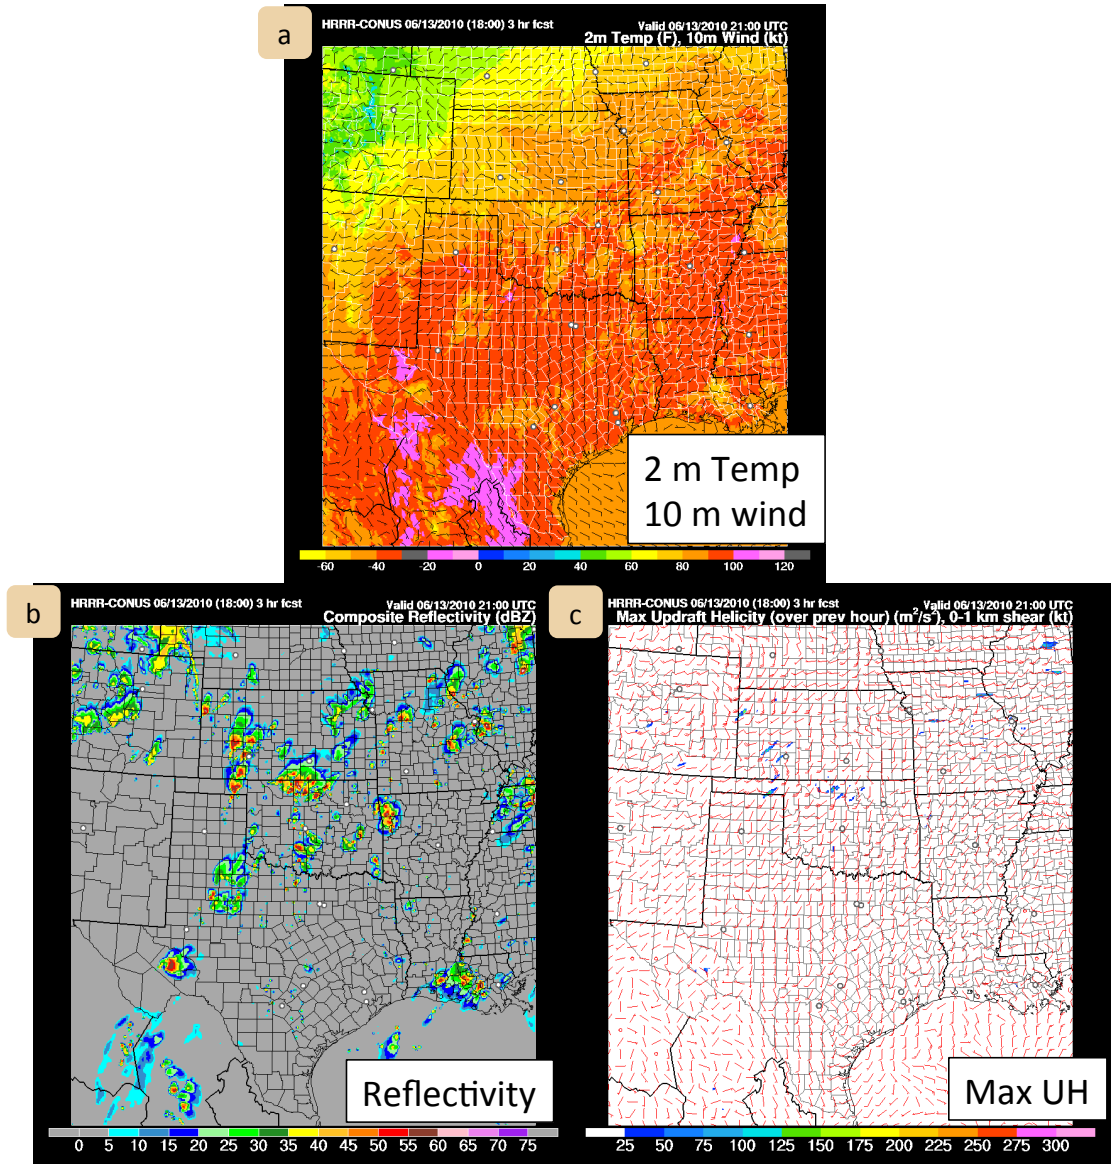 a
HRRR-CONUS 06/13/2010 (18:00) 3 hr fcst
Valid 06/13/2010 21:00 UTC
2m Temp (F), 10m Wind (kt)
2 m Temp
10 m wind
-60 -40 -20 0 20 40 60 80 100 120
b
HRRR-CONUS 06/13/2010 (18:00) 3 hr fcst
Valid 06/13/2010 21:00 UTC
Composite Reflectivity (dBZ)
Reflectivity
0 5 10 15 20 25 30 35 40 45 50 55 60 65 70 75
c
HRRR-CONUS 06/13/2010 (18:00) 3 hr fcst
Valid 06/13/2010 21:00 UTC
Max Updraft Helicity (over prev hour) (m²/s²), 0-1 km shear (kt)
Max UH
25 50 75 100 125 150 175 200 225 250 275 300